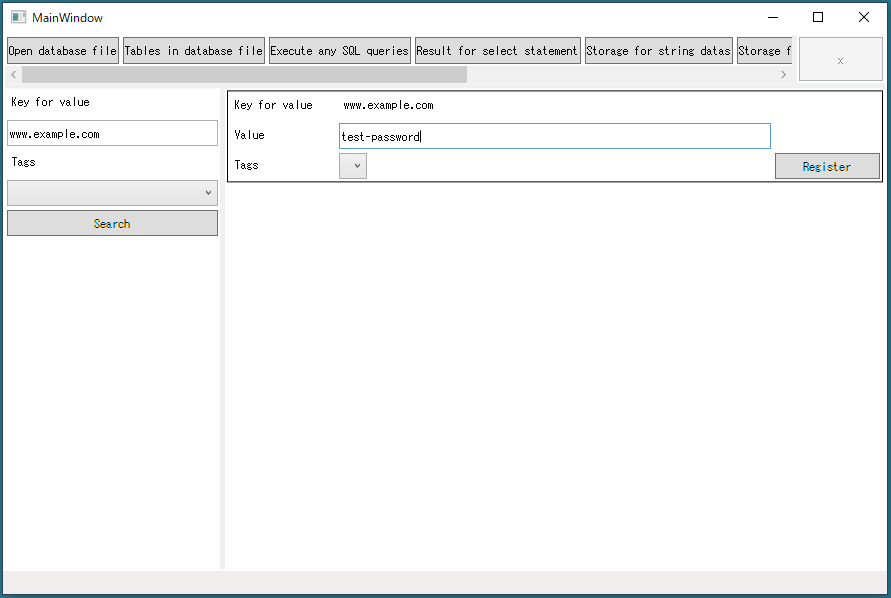 MainWindow
Open database file Tables in database file Execute any SQL queries Result for select statement Storage for string datas Storage f
x
Key for value
www.example.com
Tags
Search
Key for value www.example.com
Value test-password
Tags
Register